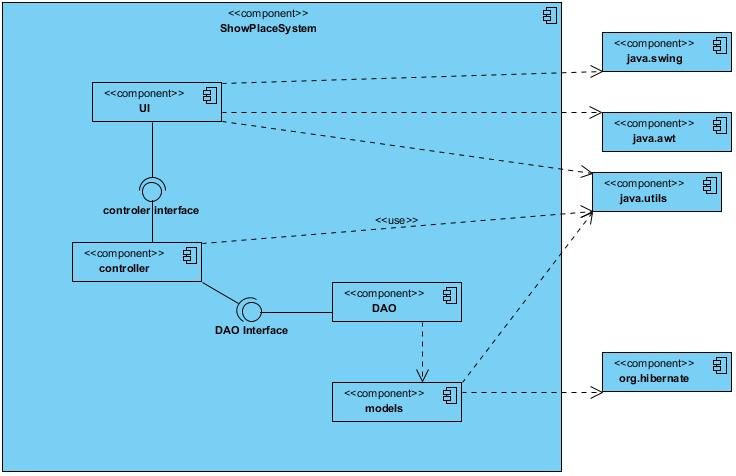 <<component>>
ShowPlaceSystem
<<component>>
java.swing
<<component>>
UI
<<component>>
java.awt
<<component>>
java.utils
controler interface
<<use>>
<<component>>
controller
<<component>>
DAO
DAO Interface
<<component>>
org.hibernate
<<component>>
models